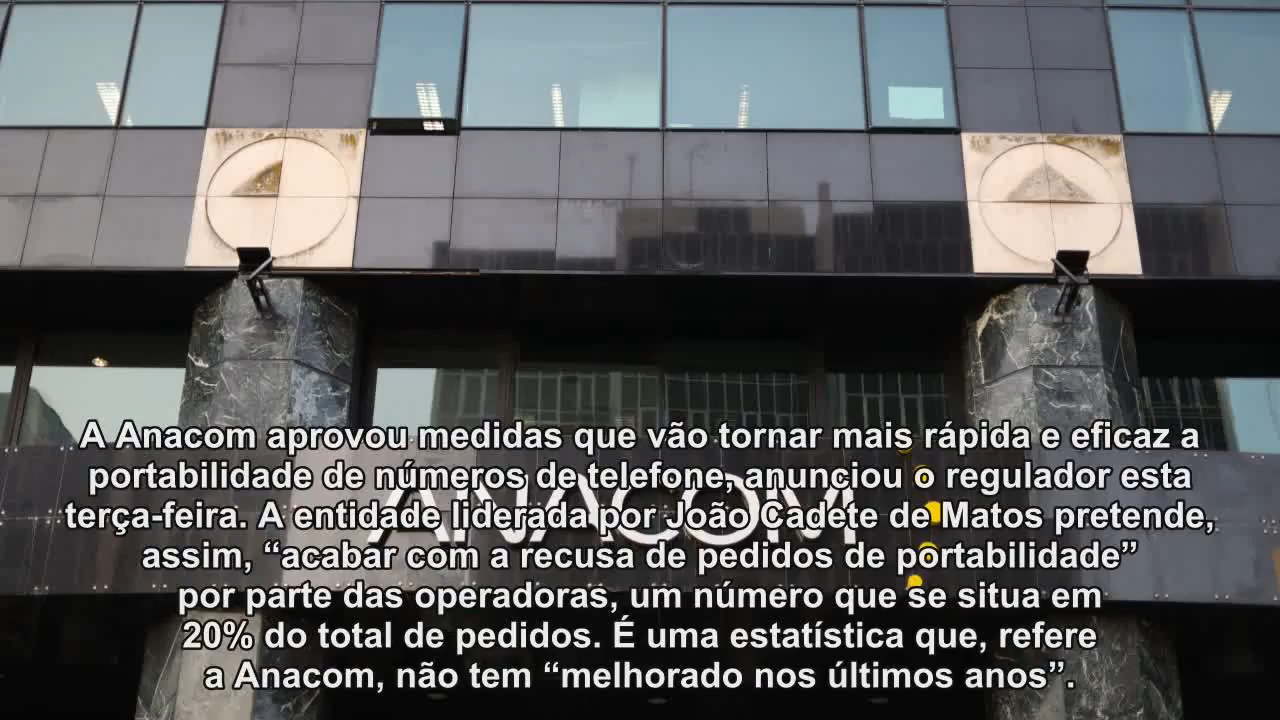 A Anacom aprovou medidas que vão tornar mais rápida e eficaz a
portabilidade de números de telefone, anunciou o regulador esta
terça-feira. A entidade liderada por João Cadete de Matos pretende,
assim, “acabar com a recusa de pedidos de portabilidade”
por parte das operadoras, um número que se situa em
20% do total de pedidos. É uma estatística que, refere
a Anacom, não tem “melhorado nos últimos anos”.
ANACOM